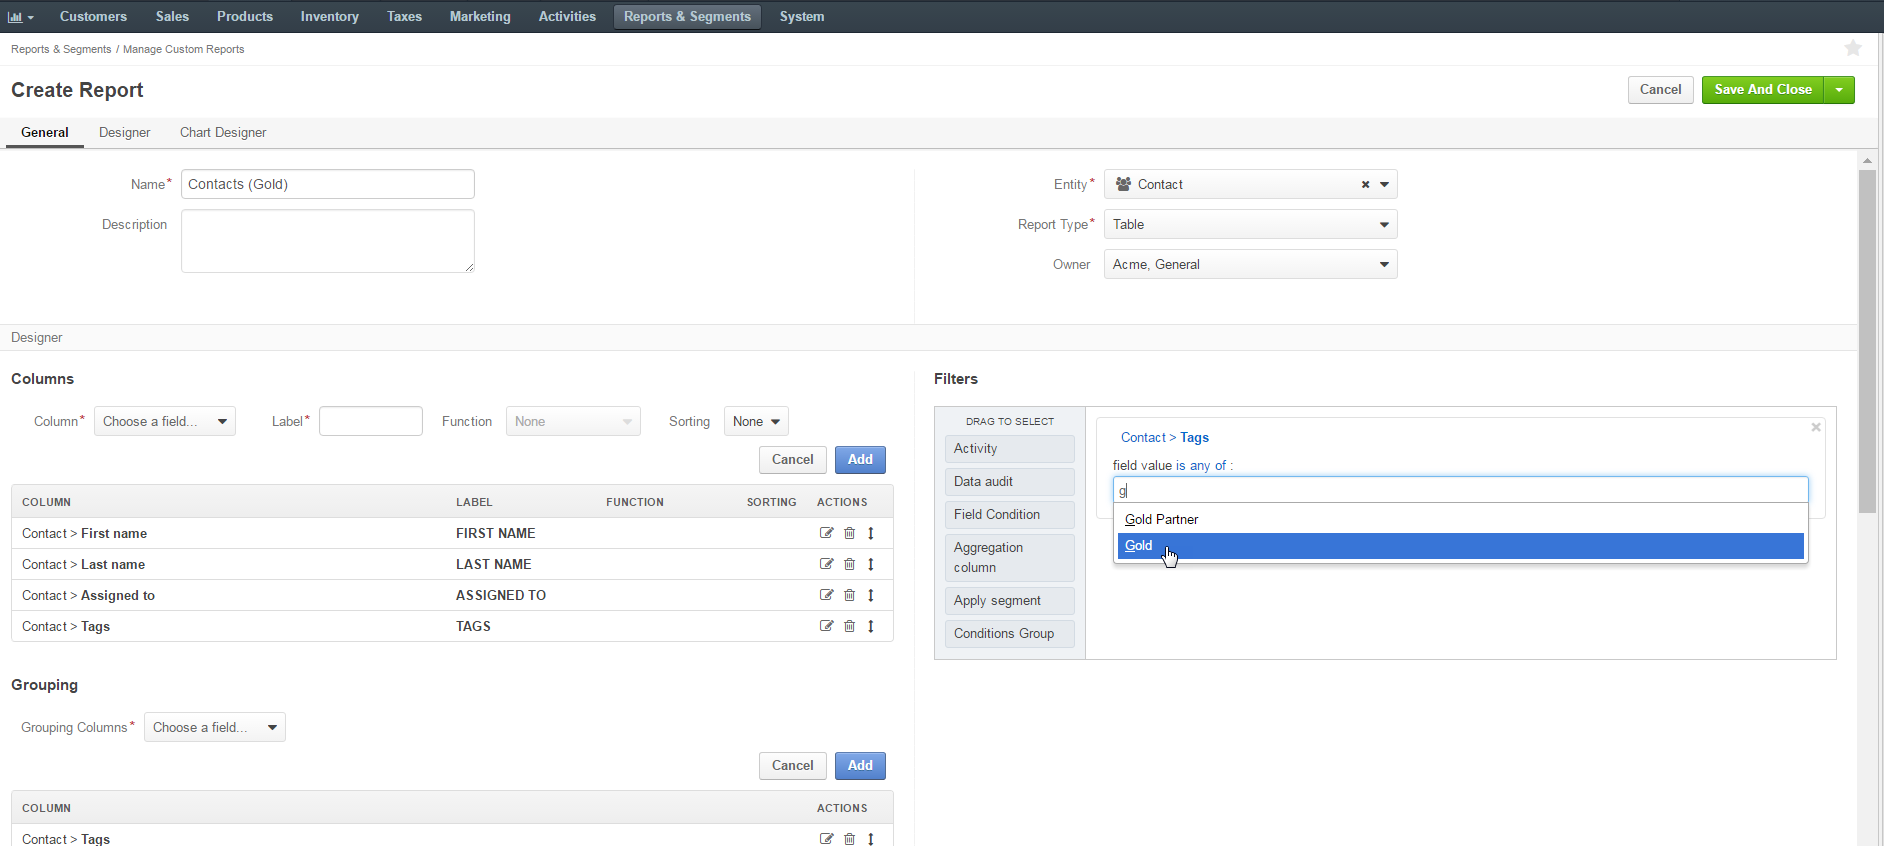 Customers Sales Products Inventory Taxes Marketing Activities Reports & Segments System
Reports & Segments / Manage Custom Reports
Create Report
Cancel Save And Close
General Designer Chart Designer
Name* Contacts (Gold)
Description
Entity* Contact
Report Type* Table
Owner Acme, General
Designer
Columns
Column* Choose a field... Label* Function None Sorting None
Cancel Add
COLUMN LABEL FUNCTION SORTING ACTIONS
Contact > First name FIRST NAME
Contact > Last name LAST NAME
Contact > Assigned to ASSIGNED TO
Contact > Tags TAGS
Grouping
Grouping Columns* Choose a field...
Cancel Add
COLUMN ACTIONS
Contact > Tags
Filters
DRAG TO SELECT
Activity
Data audit
Field Condition
Aggregation
column
Apply segment
Conditions Group
Contact > Tags
field value is any of :
g
Gold Partner
Gold